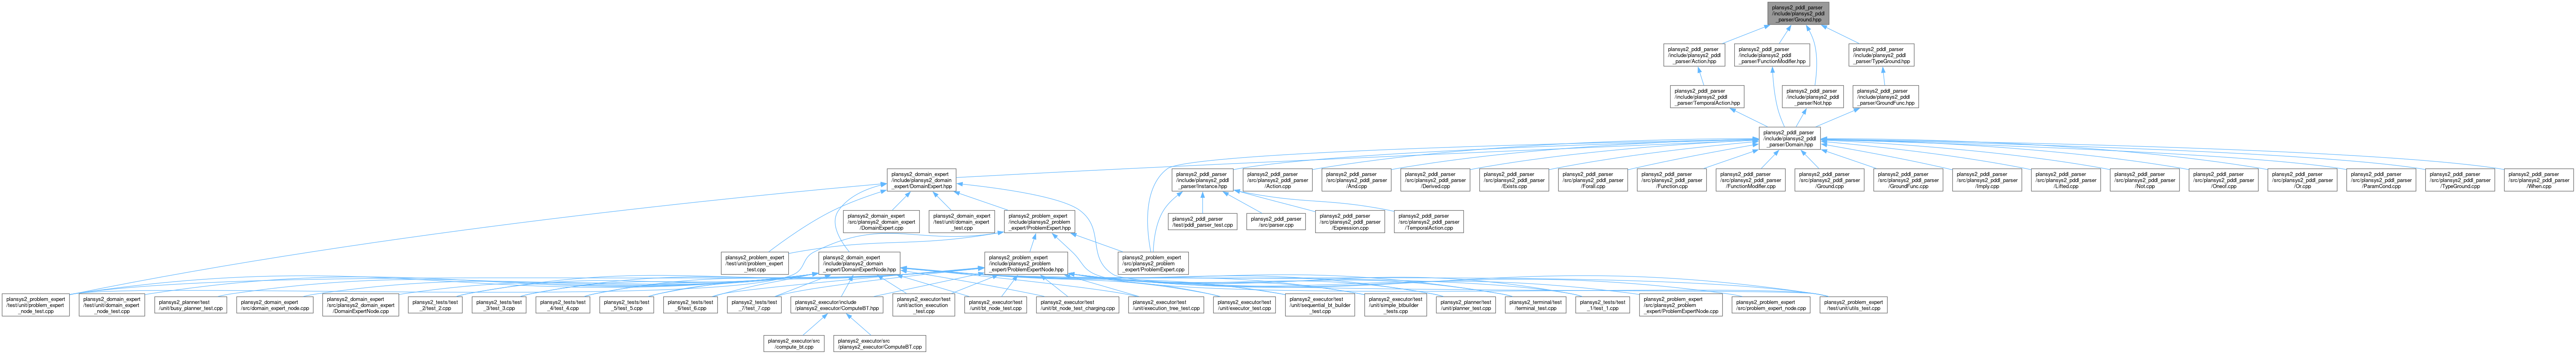 plansys2_pddl_parser
/include/plansys2_pddl
_parser/Ground.hpp
plansys2_pddl_parser
/include/plansys2_pddl
_parser/Action.hpp
plansys2_pddl_parser
/include/plansys2_pddl
_parser/FunctionModifier.hpp
plansys2_pddl_parser
/include/plansys2_pddl
_parser/TypeGround.hpp
plansys2_pddl_parser
/include/plansys2_pddl
_parser/TemporalAction.hpp
plansys2_pddl_parser
/include/plansys2_pddl
_parser/Not.hpp
plansys2_pddl_parser
/include/plansys2_pddl
_parser/GroundFunc.hpp
plansys2_pddl_parser
/include/plansys2_pddl
_parser/Domain.hpp
plansys2_domain_expert
/include/plansys2_domain
_expert/DomainExpert.hpp
plansys2_pddl_parser
/include/plansys2_pddl
_parser/Instance.hpp
plansys2_pddl_parser
/src/plansys2_pddl_parser
/Action.cpp
plansys2_pddl_parser
/src/plansys2_pddl_parser
/And.cpp
plansys2_pddl_parser
/src/plansys2_pddl_parser
/Derived.cpp
plansys2_pddl_parser
/src/plansys2_pddl_parser
/Exists.cpp
plansys2_pddl_parser
/src/plansys2_pddl_parser
/Forall.cpp
plansys2_pddl_parser
/src/plansys2_pddl_parser
/Function.cpp
plansys2_pddl_parser
/src/plansys2_pddl_parser
/FunctionModifier.cpp
plansys2_pddl_parser
/src/plansys2_pddl_parser
/Ground.cpp
plansys2_pddl_parser
/src/plansys2_pddl_parser
/GroundFunc.cpp
plansys2_pddl_parser
/src/plansys2_pddl_parser
/Imply.cpp
plansys2_pddl_parser
/src/plansys2_pddl_parser
/Lifted.cpp
plansys2_pddl_parser
/src/plansys2_pddl_parser
/Not.cpp
plansys2_pddl_parser
/src/plansys2_pddl_parser
/Oneof.cpp
plansys2_pddl_parser
/src/plansys2_pddl_parser
/Or.cpp
plansys2_pddl_parser
/src/plansys2_pddl_parser
/ParamCond.cpp
plansys2_pddl_parser
/src/plansys2_pddl_parser
/TypeGround.cpp
plansys2_pddl_parser
/src/plansys2_pddl_parser
/When.cpp
plansys2_domain_expert
/src/plansys2_domain_expert
/DomainExpert.cpp
plansys2_domain_expert
/test/unit/domain_expert
_test.cpp
plansys2_problem_expert
/include/plansys2_problem
_expert/ProblemExpert.hpp
plansys2_pddl_parser
/test/pddl_parser_test.cpp
plansys2_pddl_parser
/src/parser.cpp
plansys2_pddl_parser
/src/plansys2_pddl_parser
/Expression.cpp
plansys2_pddl_parser
/src/plansys2_pddl_parser
/TemporalAction.cpp
plansys2_problem_expert
/test/unit/problem_expert
_test.cpp
plansys2_domain_expert
/include/plansys2_domain
_expert/DomainExpertNode.hpp
plansys2_problem_expert
/include/plansys2_problem
_expert/ProblemExpertNode.hpp
plansys2_problem_expert
/src/plansys2_problem
_expert/ProblemExpert.cpp
plansys2_problem_expert
/test/unit/problem_expert
_node_test.cpp
plansys2_domain_expert
/test/unit/domain_expert
_node_test.cpp
plansys2_planner/test
/unit/busy_planner_test.cpp
plansys2_domain_expert
/src/domain_expert_node.cpp
plansys2_domain_expert
/src/plansys2_domain_expert
/DomainExpertNode.cpp
plansys2_tests/test
_2/test_2.cpp
plansys2_tests/test
_3/test_3.cpp
plansys2_tests/test
_4/test_4.cpp
plansys2_tests/test
_5/test_5.cpp
plansys2_tests/test
_6/test_6.cpp
plansys2_tests/test
_7/test_7.cpp
plansys2_executor/include
/plansys2_executor/ComputeBT.hpp
plansys2_executor/test
/unit/action_execution
_test.cpp
plansys2_executor/test
/unit/bt_node_test.cpp
plansys2_executor/test
/unit/bt_node_test_charging.cpp
plansys2_executor/test
/unit/execution_tree_test.cpp
plansys2_executor/test
/unit/executor_test.cpp
plansys2_executor/test
/unit/sequential_bt_builder
_test.cpp
plansys2_executor/test
/unit/simple_btbuilder
_tests.cpp
plansys2_planner/test
/unit/planner_test.cpp
plansys2_terminal/test
/terminal_test.cpp
plansys2_tests/test
_1/test_1.cpp
plansys2_problem_expert
/src/plansys2_problem
_expert/ProblemExpertNode.cpp
plansys2_problem_expert
/src/problem_expert_node.cpp
plansys2_problem_expert
/test/unit/utils_test.cpp
plansys2_executor/src
/compute_bt.cpp
plansys2_executor/src
/plansys2_executor/ComputeBT.cpp